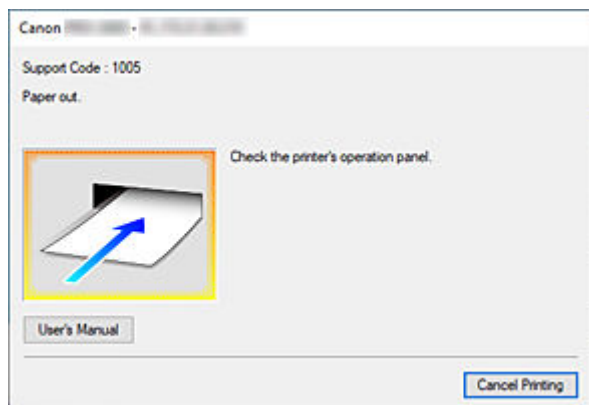 Canon -
Support Code : 1005
Paper out.
Check the printer's operation panel.
User's Manual
Cancel Printing